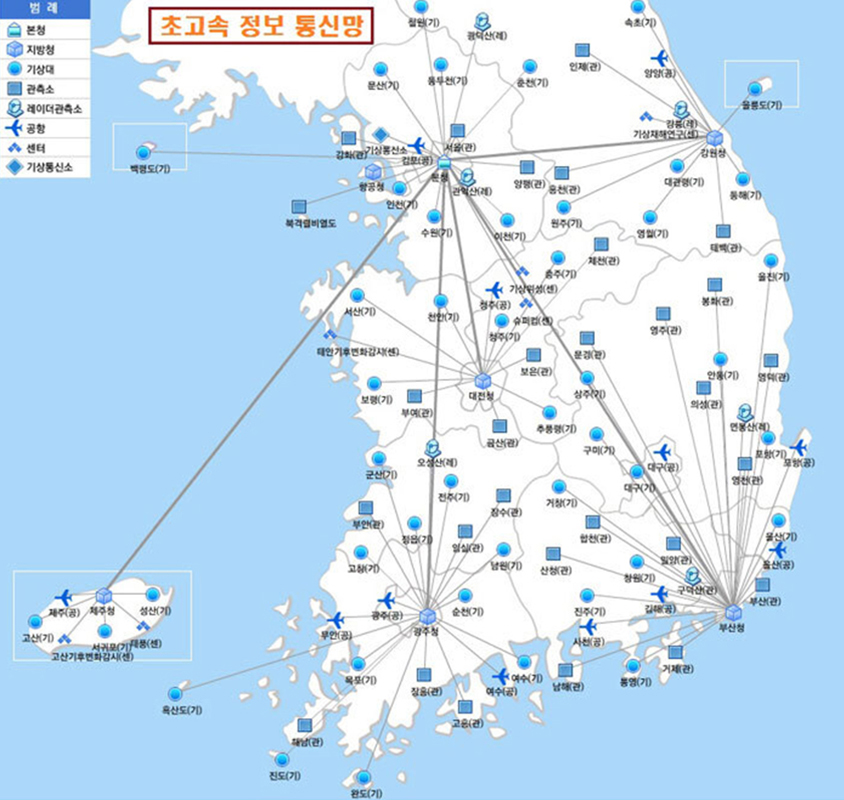 범 례
본청
지방청
기상대
관측소
레이더관측소
공항
센터
기상통신소
초고속 정보 통신망
철원(기)
광덕산(레)
속초(기)
문산(기)
동두천(기)
춘천(기)
인제(관)
양양(공)
울릉도(기)
강릉(레)
기상재해연구(센)
강원청
백령도(기)
강화(관)
기상통신소
김포(공)
서울(관)
본청
항공청
인천(기)
관악산(레)
양평(관)
홍천(관)
대관령(기)
동해(기)
북격렬비열도
수원(기)
이천(기)
원주(기)
영월(기)
태백(관)
충주(기)
제천(관)
울진(기)
기상위성(센)
청주(공)
봉화(관)
서산(기)
천안(기)
슈퍼컴(센)
청주(기)
영주(관)
태안기후변화감시(센)
보은(관)
문경(관)
안동(기)
영덕(관)
대전청
상주(기)
의성(관)
보령(기)
부여(관)
추풍령(기)
면봉산(레)
금산(관)
구미(기)
포항(기)
포항(공)
오성산(레)
대구(공)
군산(기)
대구(기)
영천(관)
전주(기)
장수(관)
거창(기)
부안(관)
정읍(기)
임실(관)
합천(관)
울산(기)
고창(기)
남원(기)
산청(관)
밀양(관)
울산(공)
창원(기)
구덕산(레)
부산(관)
제주(공)
제주청
성산(기)
광주(공)
순천(기)
진주(기)
김해(공)
고산(기)
서귀포(기)
태풍(센)
고산기후변화감시(센)
무안(공)
광주청
사천(공)
부산청
목포(기)
장흥(관)
여수(공)
여수(기)
남해(관)
통영(기)
거제(관)
흑산도(기)
고흥(관)
해남(관)
진도(기)
완도(기)